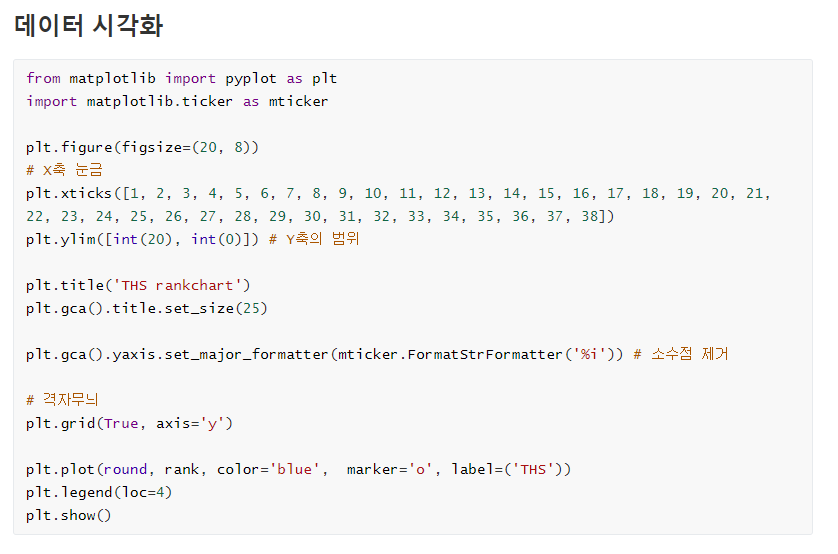 데이터 시각화
from matplotlib import pyplot as plt
import matplotlib.ticker as mticker
plt.figure(figsize=(20, 8))
# X축 눈금
plt.xticks([1, 2, 3, 4, 5, 6, 7, 8, 9, 10, 11, 12, 13, 14, 15, 16, 17, 18, 19, 20, 21,
22, 23, 24, 25, 26, 27, 28, 29, 30, 31, 32, 33, 34, 35, 36, 37, 38])
plt.ylim([int(20), int(0)]) # Y축의 범위
plt.title('THS rankchart')
plt.gca().title.set_size(25)
plt.gca().yaxis.set_major_formatter(mticker.FormatStrFormatter('%i')) # 소수점 제거
# 격자무늬
plt.grid(True, axis='y')
plt.plot(round, rank, color='blue',  marker='o', label=('THS'))
plt.legend(loc=4)
plt.show()